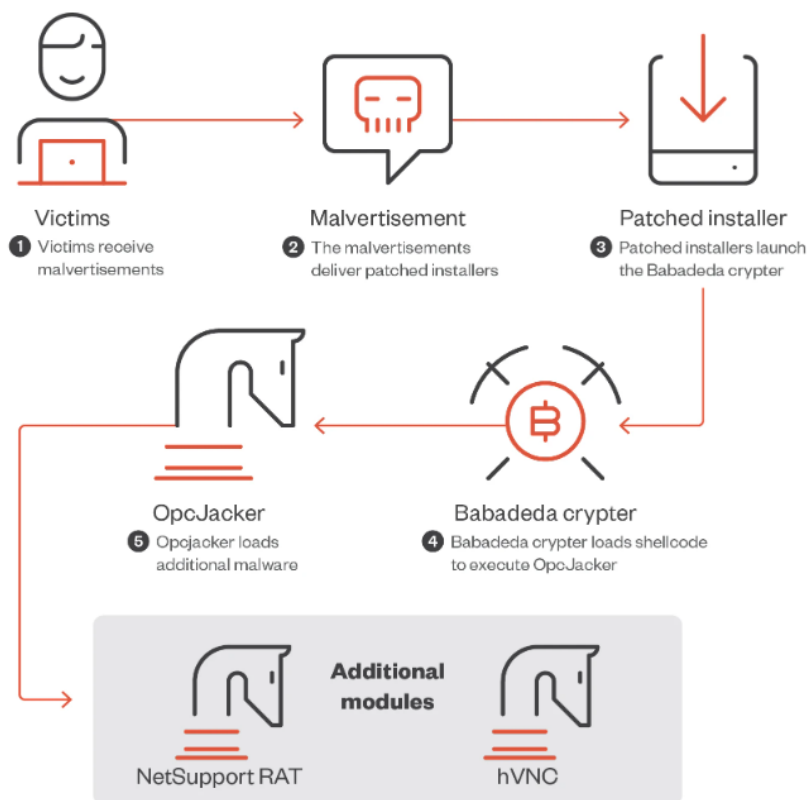 Victims
1 Victims receive
malvertisements
Malvertisement
2 The malvertisements
deliver patched installers
Patched installer
3 Patched installers launch
the Babadeda crypter
OpcJacker
5 Opcjacker loads
additional malware
Babadeda crypter
4 Babadeda crypter loads shellcode
to execute OpcJacker
Additional
modules
NetSupport RAT
hVNC